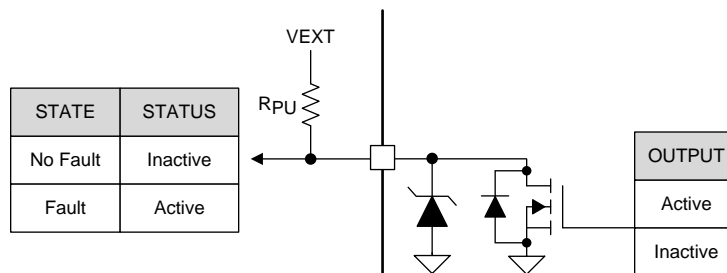 VEXT
RPU
STATE STATUS
No Fault Inactive
Fault Active
OUTPUT
Active
Inactive